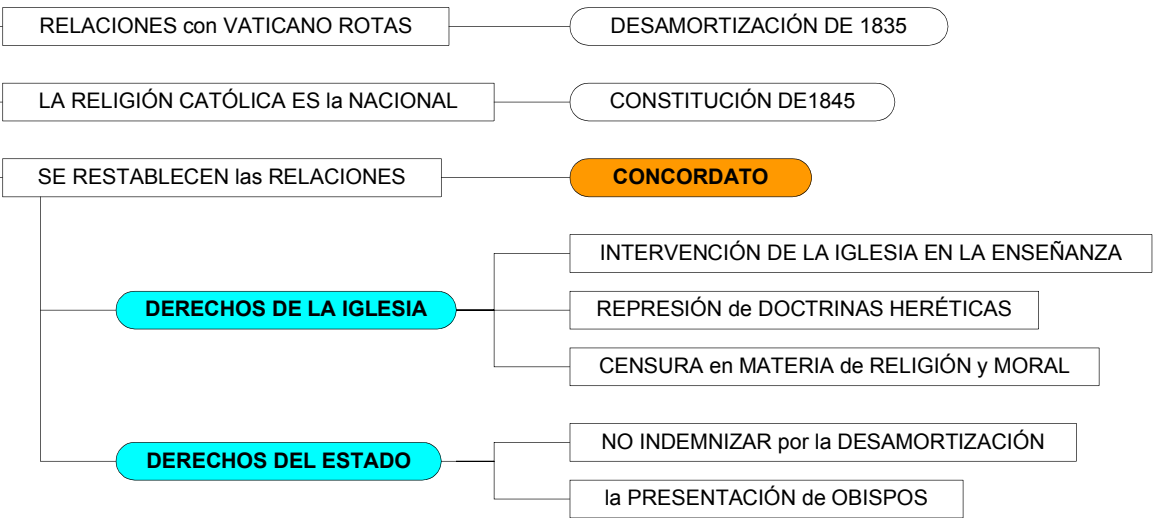 RELACIONES con VATICANO ROTAS
DESAMORTIZACIÓN DE 1835
LA RELIGIÓN CATÓLICA ES la NACIONAL
CONSTITUCIÓN DE1845
SE RESTABLECEN las RELACIONES
CONCORDATO
DERECHOS DE LA IGLESIA
INTERVENCIÓN DE LA IGLESIA EN LA ENSEÑANZA
REPRESIÓN de DOCTRINAS HERÉTICAS
CENSURA en MATERIA de RELIGIÓN y MORAL
DERECHOS DEL ESTADO
NO INDEMNIZAR por la DESAMORTIZACIÓN
la PRESENTACIÓN de OBISPOS